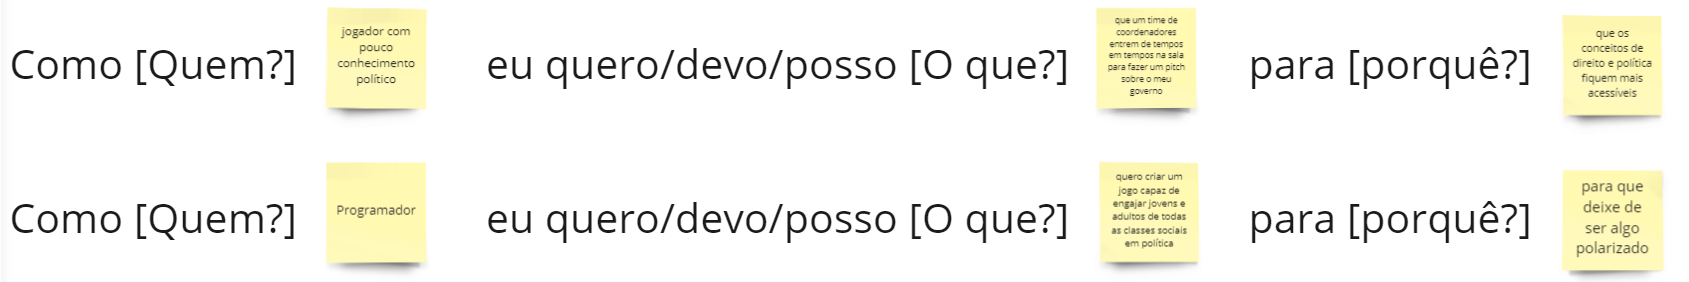 Como [Quem?]
jogador com
pouco
conhecimento
político
eu quero/devo/posso [O que?]
que um time de
coordenadores
entrem de tempos
em tempos na sala
para fazer um pitch
sobre o meu
governo
para [porquê?]
que os
conceitos de
direito e política
fiquem mais
acessíveis
Como [Quem?]
Programador
eu quero/devo/posso [O que?]
quero criar um
jogo capaz de
engajar jovens e
adultos de todas
as classes sociais
em política
para [porquê?]
para que
deixe de
ser algo
polarizado